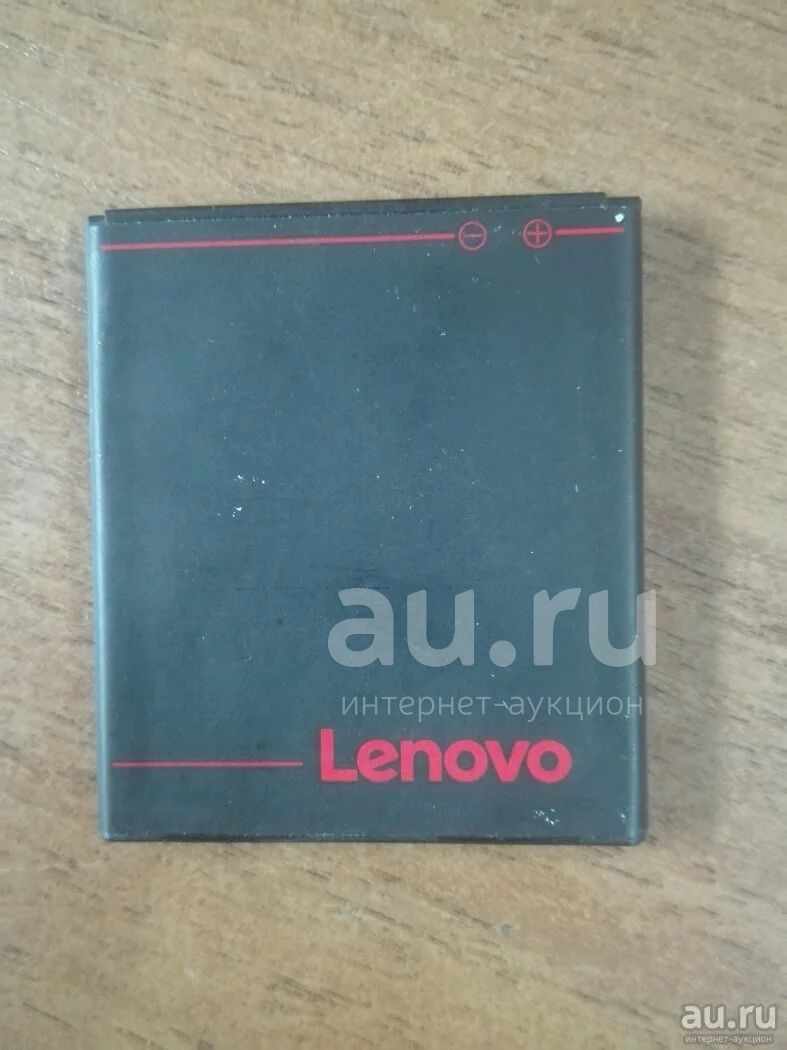 − +
au.ru
интернет-аукцион
Lenovo
au.ru
интернет-аукцион